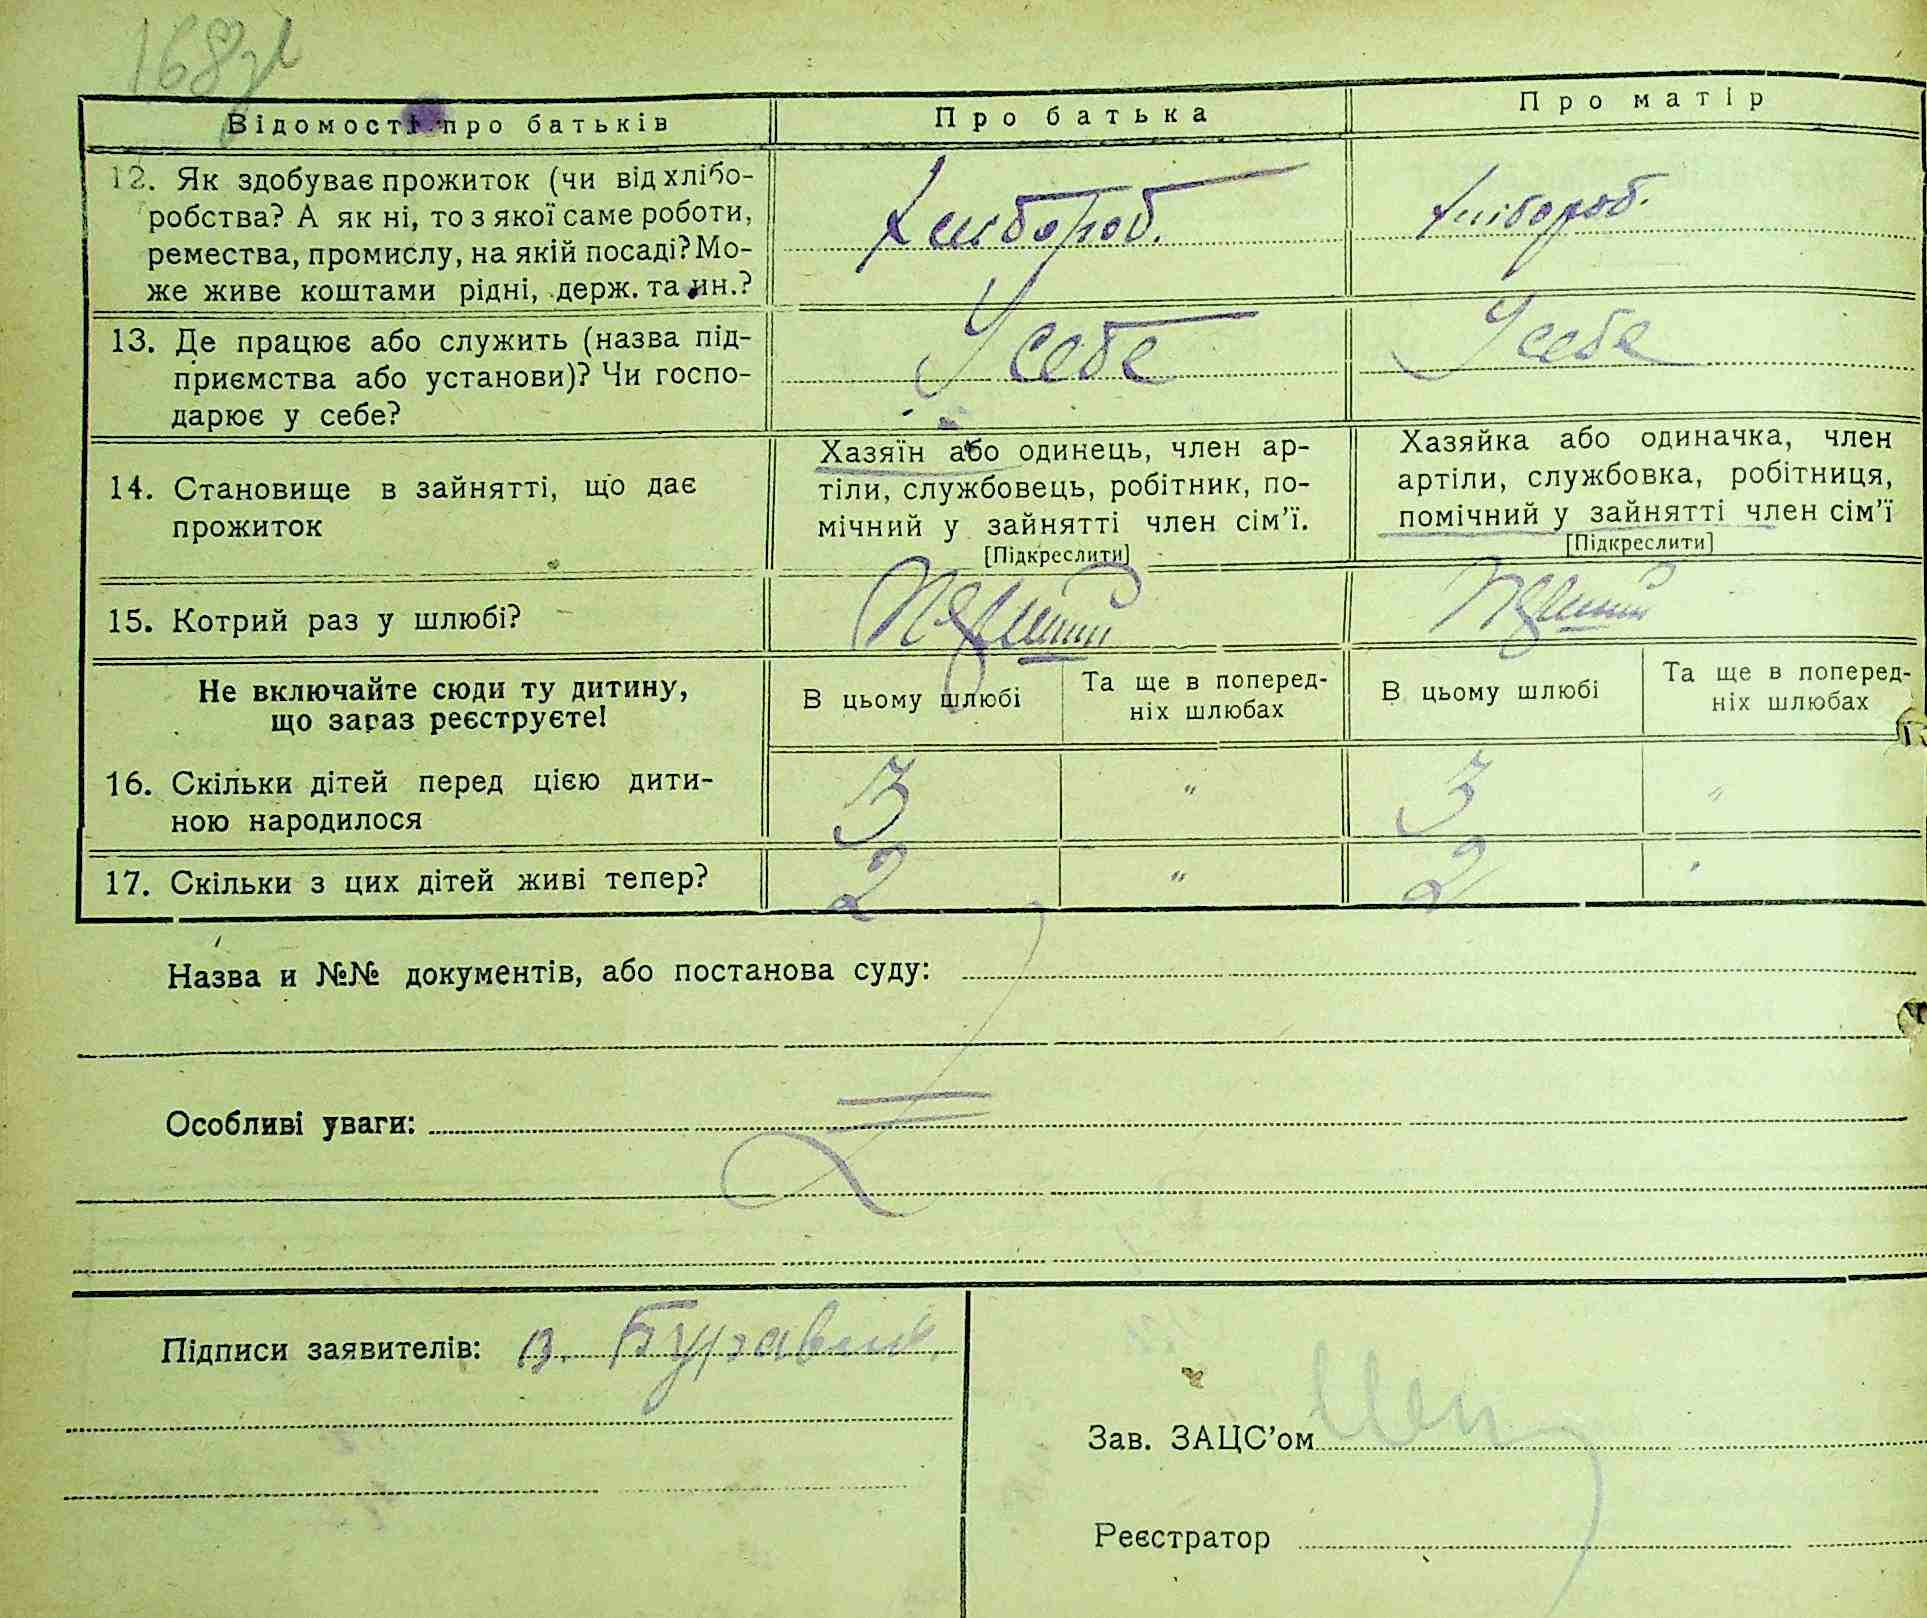 168
Відомості про батьків
Про батька
Про матір
12. Як здобуває прожиток (чи від хлібо-
робства? А як ні, то з якої саме роботи,
ремества, промислу, на якій посаді? Мо-
же живе коштами рідні, держ. та ин.?
Хлібороб.
Хлібороб.
13. Де працює або служить (назва під-
приємства або установи)? Чи госпо-
дарює у себе?
У себе
У себе
14. Становище в зайнятті, що дає
прожиток
Хазяїн або одинець, член ар-
тіли, службовець, робітник, по-
мічний у зайнятті член сім'ї.
[Підкреслити]
Хазяйка або одиначка, член
артіли, службовка, робітниця,
помічний у зайнятті член сім'ї
[Підкреслити]
15. Котрий раз у шлюбі?
Перший
Перший
Не включайте сюди ту дитину,
що зараз реєструєте!
В цьому шлюбі
Та ще в поперед-
ніх шлюбах
В цьому шлюбі
Та ще в поперед-
ніх шлюбах
16. Скільки дітей перед цією дити-
ною народилося
3 " 3 "
17. Скільки з цих дітей живі тепер?
2 " 2
Назва и №№ документів, або постанова суду:
Особливі уваги:
Підписи заявителів:
Зав. ЗАЦС'ом
Реєстратор